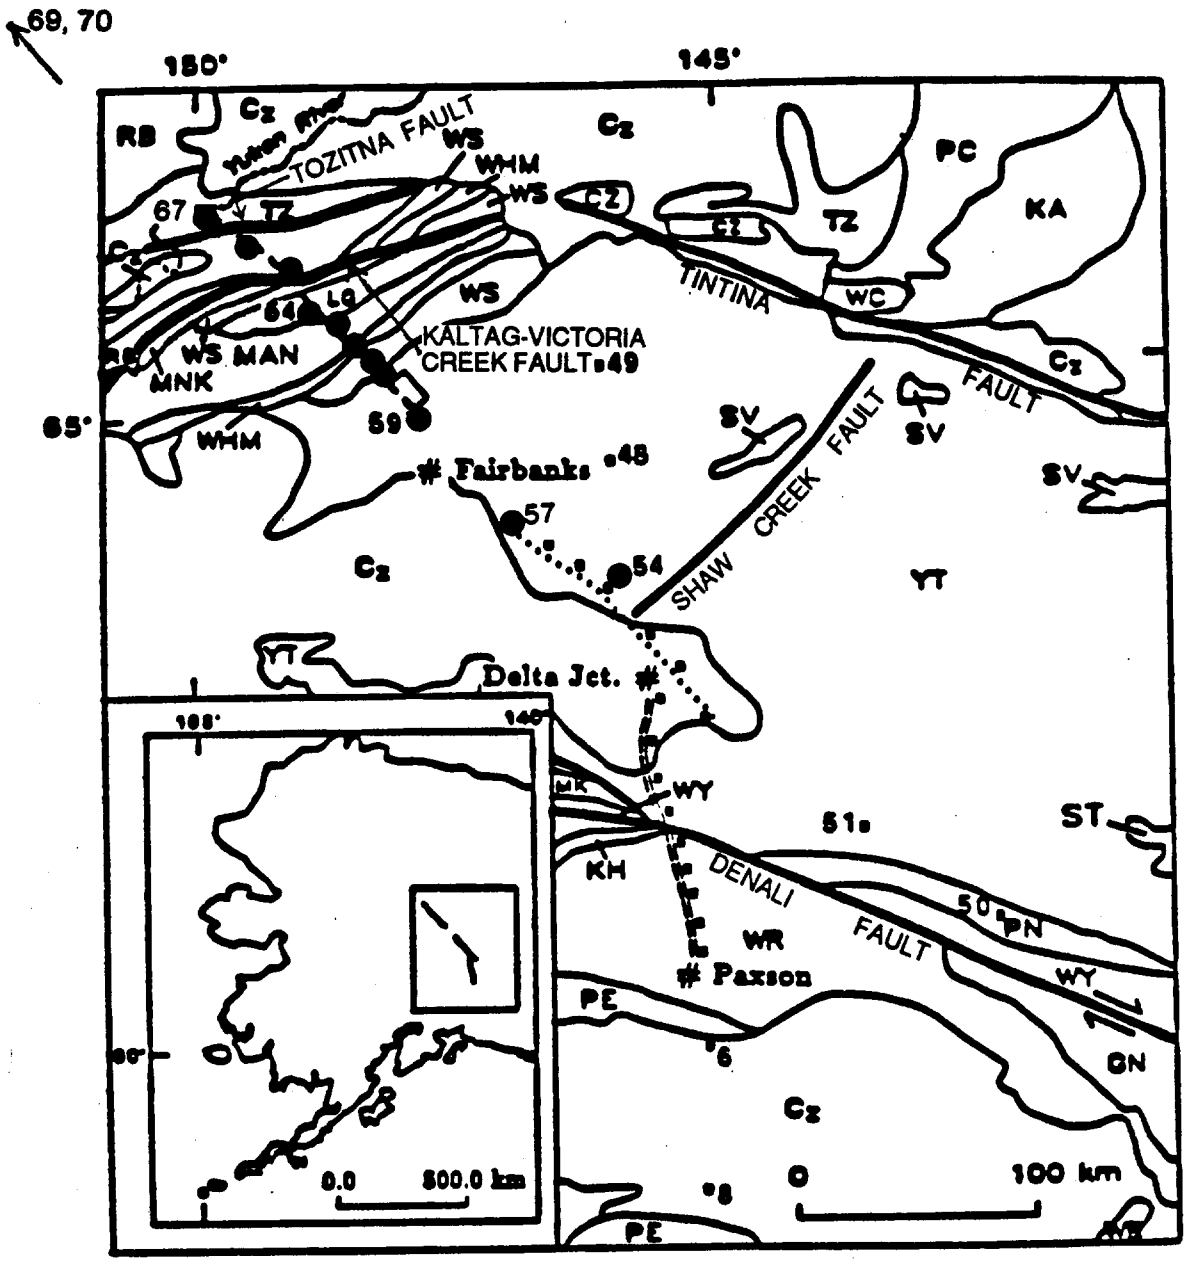 69, 70
150°
145°
Cz
RB
Yukon River
TOZITNA FAULT
WS
WHM
WS
Cz
PC
67
TZ
CZ
CZ
TZ
KA
TINTINA
WC
WS
LG
64
KALTAG-VICTORIA
CREEK FAULT
49
WS
MAN
MNK
Cz
FAULT
65°
WHM
59
SV
SV
SV
# Fairbanks
48
57
54
SHAW CREEK FAULT
Cz
YT
YT
Delta Jct. #
140°
MK
WY
51
ST
KH
DENALI
FAULT
50
PN
WR
WY
# Paxson
PE
6
GN
60°
Cz
0.0
500.0 km
0
100 km
8
PE